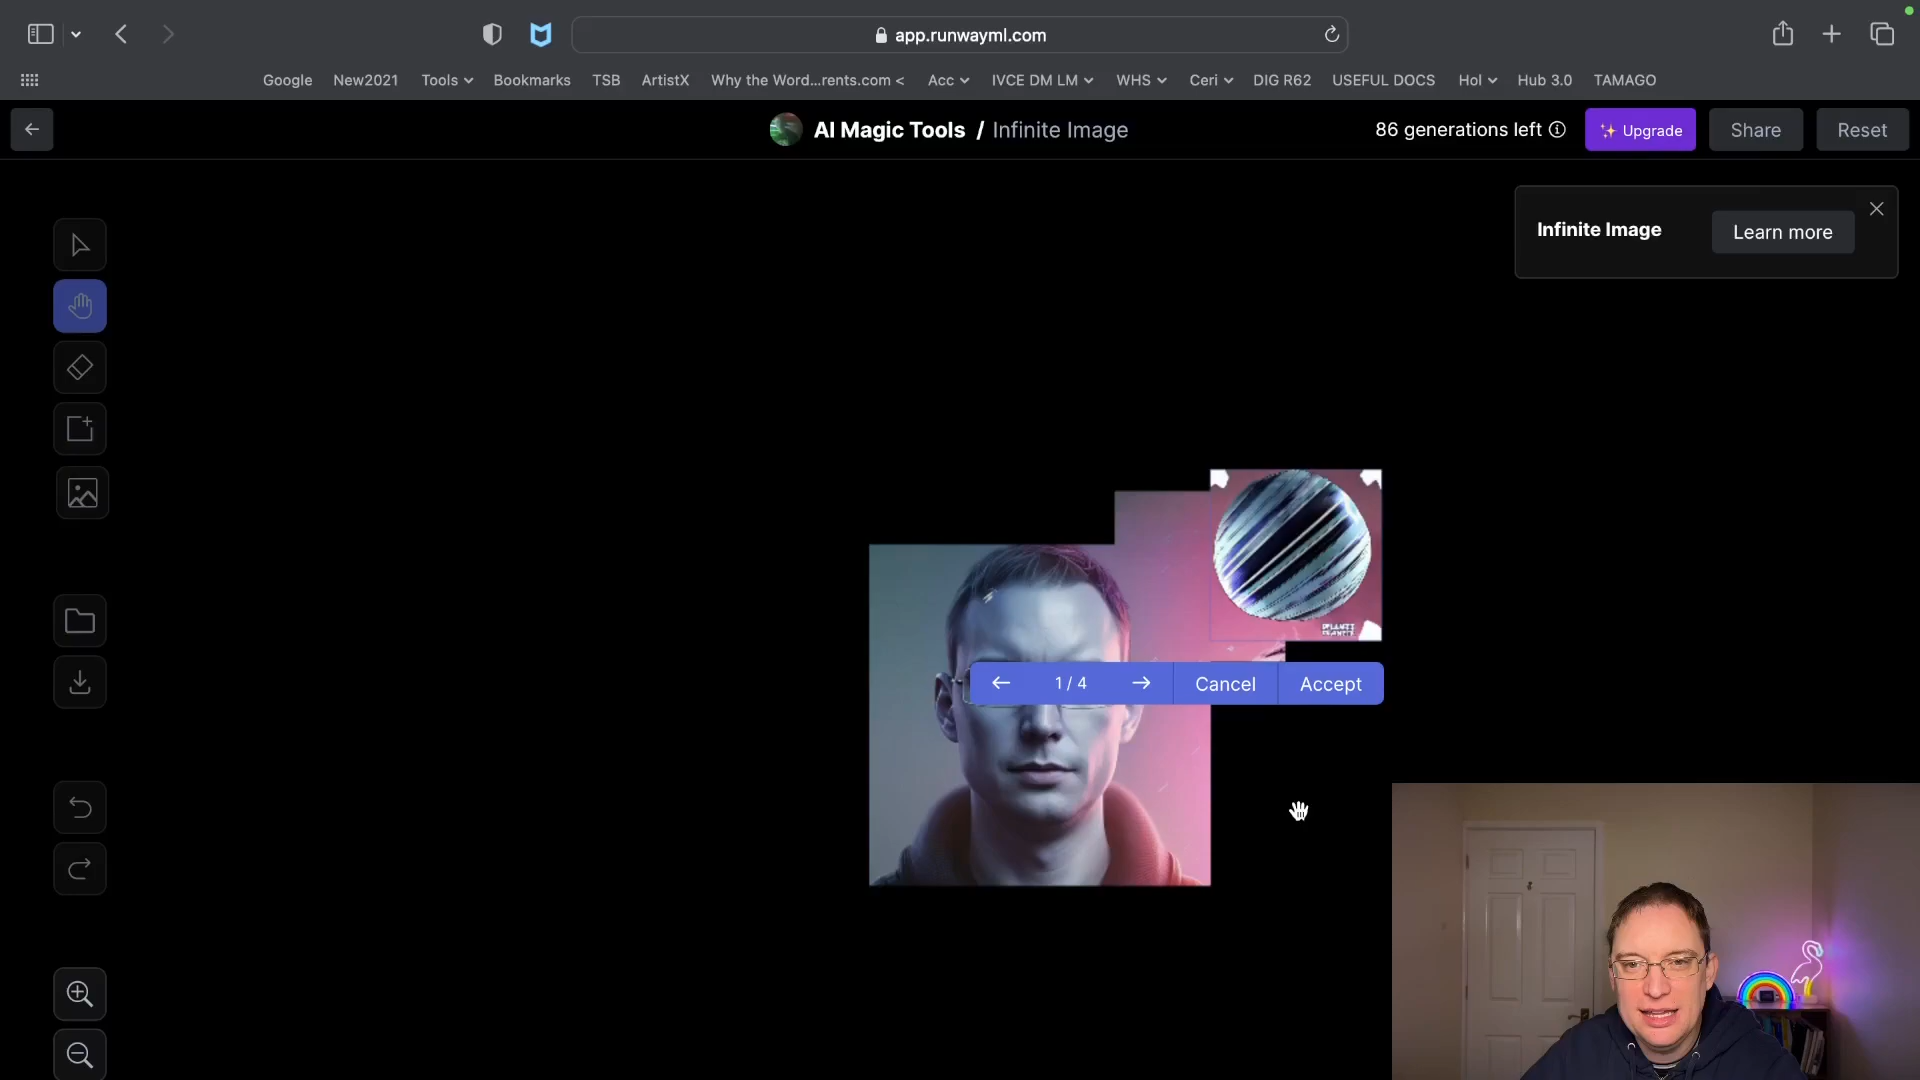 app.runwayml.com
Google New2021 Tools Bookmarks TSB ArtistX Why the Word...rents.com < Acc IVCE DM LM WHS Ceri DIG R62 USEFUL DOCS Hol Hub 3.0 TAMAGO
AI Magic Tools / Infinite Image
86 generations left
Upgrade
Share
Reset
Infinite Image
Learn more
1 / 4
Cancel
Accept